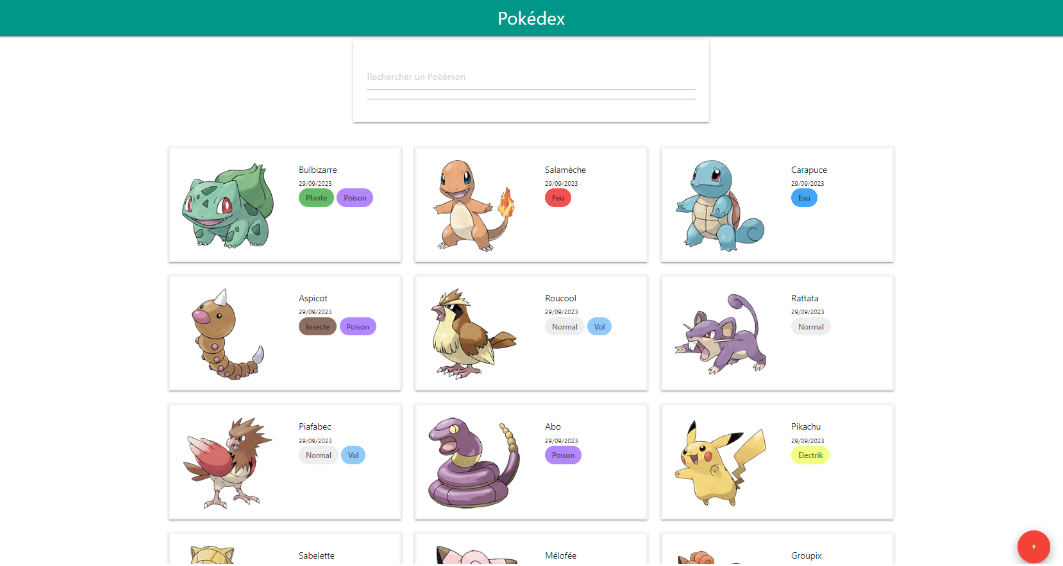 Pokédex
Rechercher un Pokémon
Bulbizarre
29/09/2023
Plante Poison
Salamèche
29/09/2023
Feu
Carapuce
29/09/2023
Eau
Aspicot
29/09/2023
Insecte Poison
Roucool
29/09/2023
Normal Vol
Rattata
29/09/2023
Normal
Piafabec
29/09/2023
Normal Vol
Abo
29/09/2023
Poison
Pikachu
29/09/2023
Electrik
Sabelette
Mélofée
Groupix
+